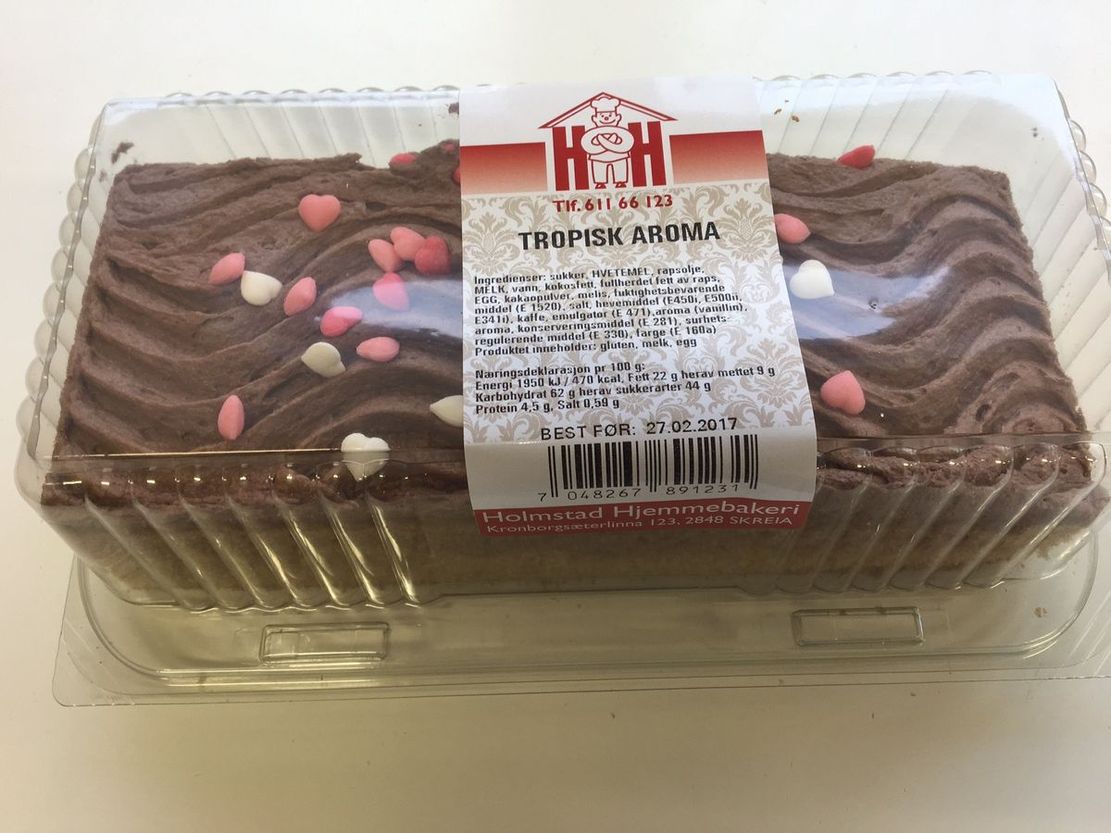 H H
Tlf. 611 66 123
TROPISK AROMA
Ingredienser: sukker, HVETEMEL, rapsolje,
MELK, vann, kokosfett, fullherdet fett av raps,
EGG, kakaopulver, melis, fuktighetsbevarende
middel (E 1520), salt, hevemiddel (E450i, E500ii,
E341i), kaffe, emulgator (E 471),aroma (vanillin),
aroma, konserveringsmiddel (E 281), surhets-
regulerende middel (E 330), farge (E 160a)
Produktet inneholder: gluten, melk, egg
Næringsdeklarasjon pr 100 g:
Energi 1950 kJ / 470 kcal, Fett 22 g herav mettet 9 g
Karbohydrat 62 g herav sukkerarter 44 g
Protein 4,5 g, Salt 0,59 g
BEST FØR: 27.02.2017
7 048267 891231
Holmstad Hjemmebakeri
Kronborgsæterlinna 123. 2848 SKREIA